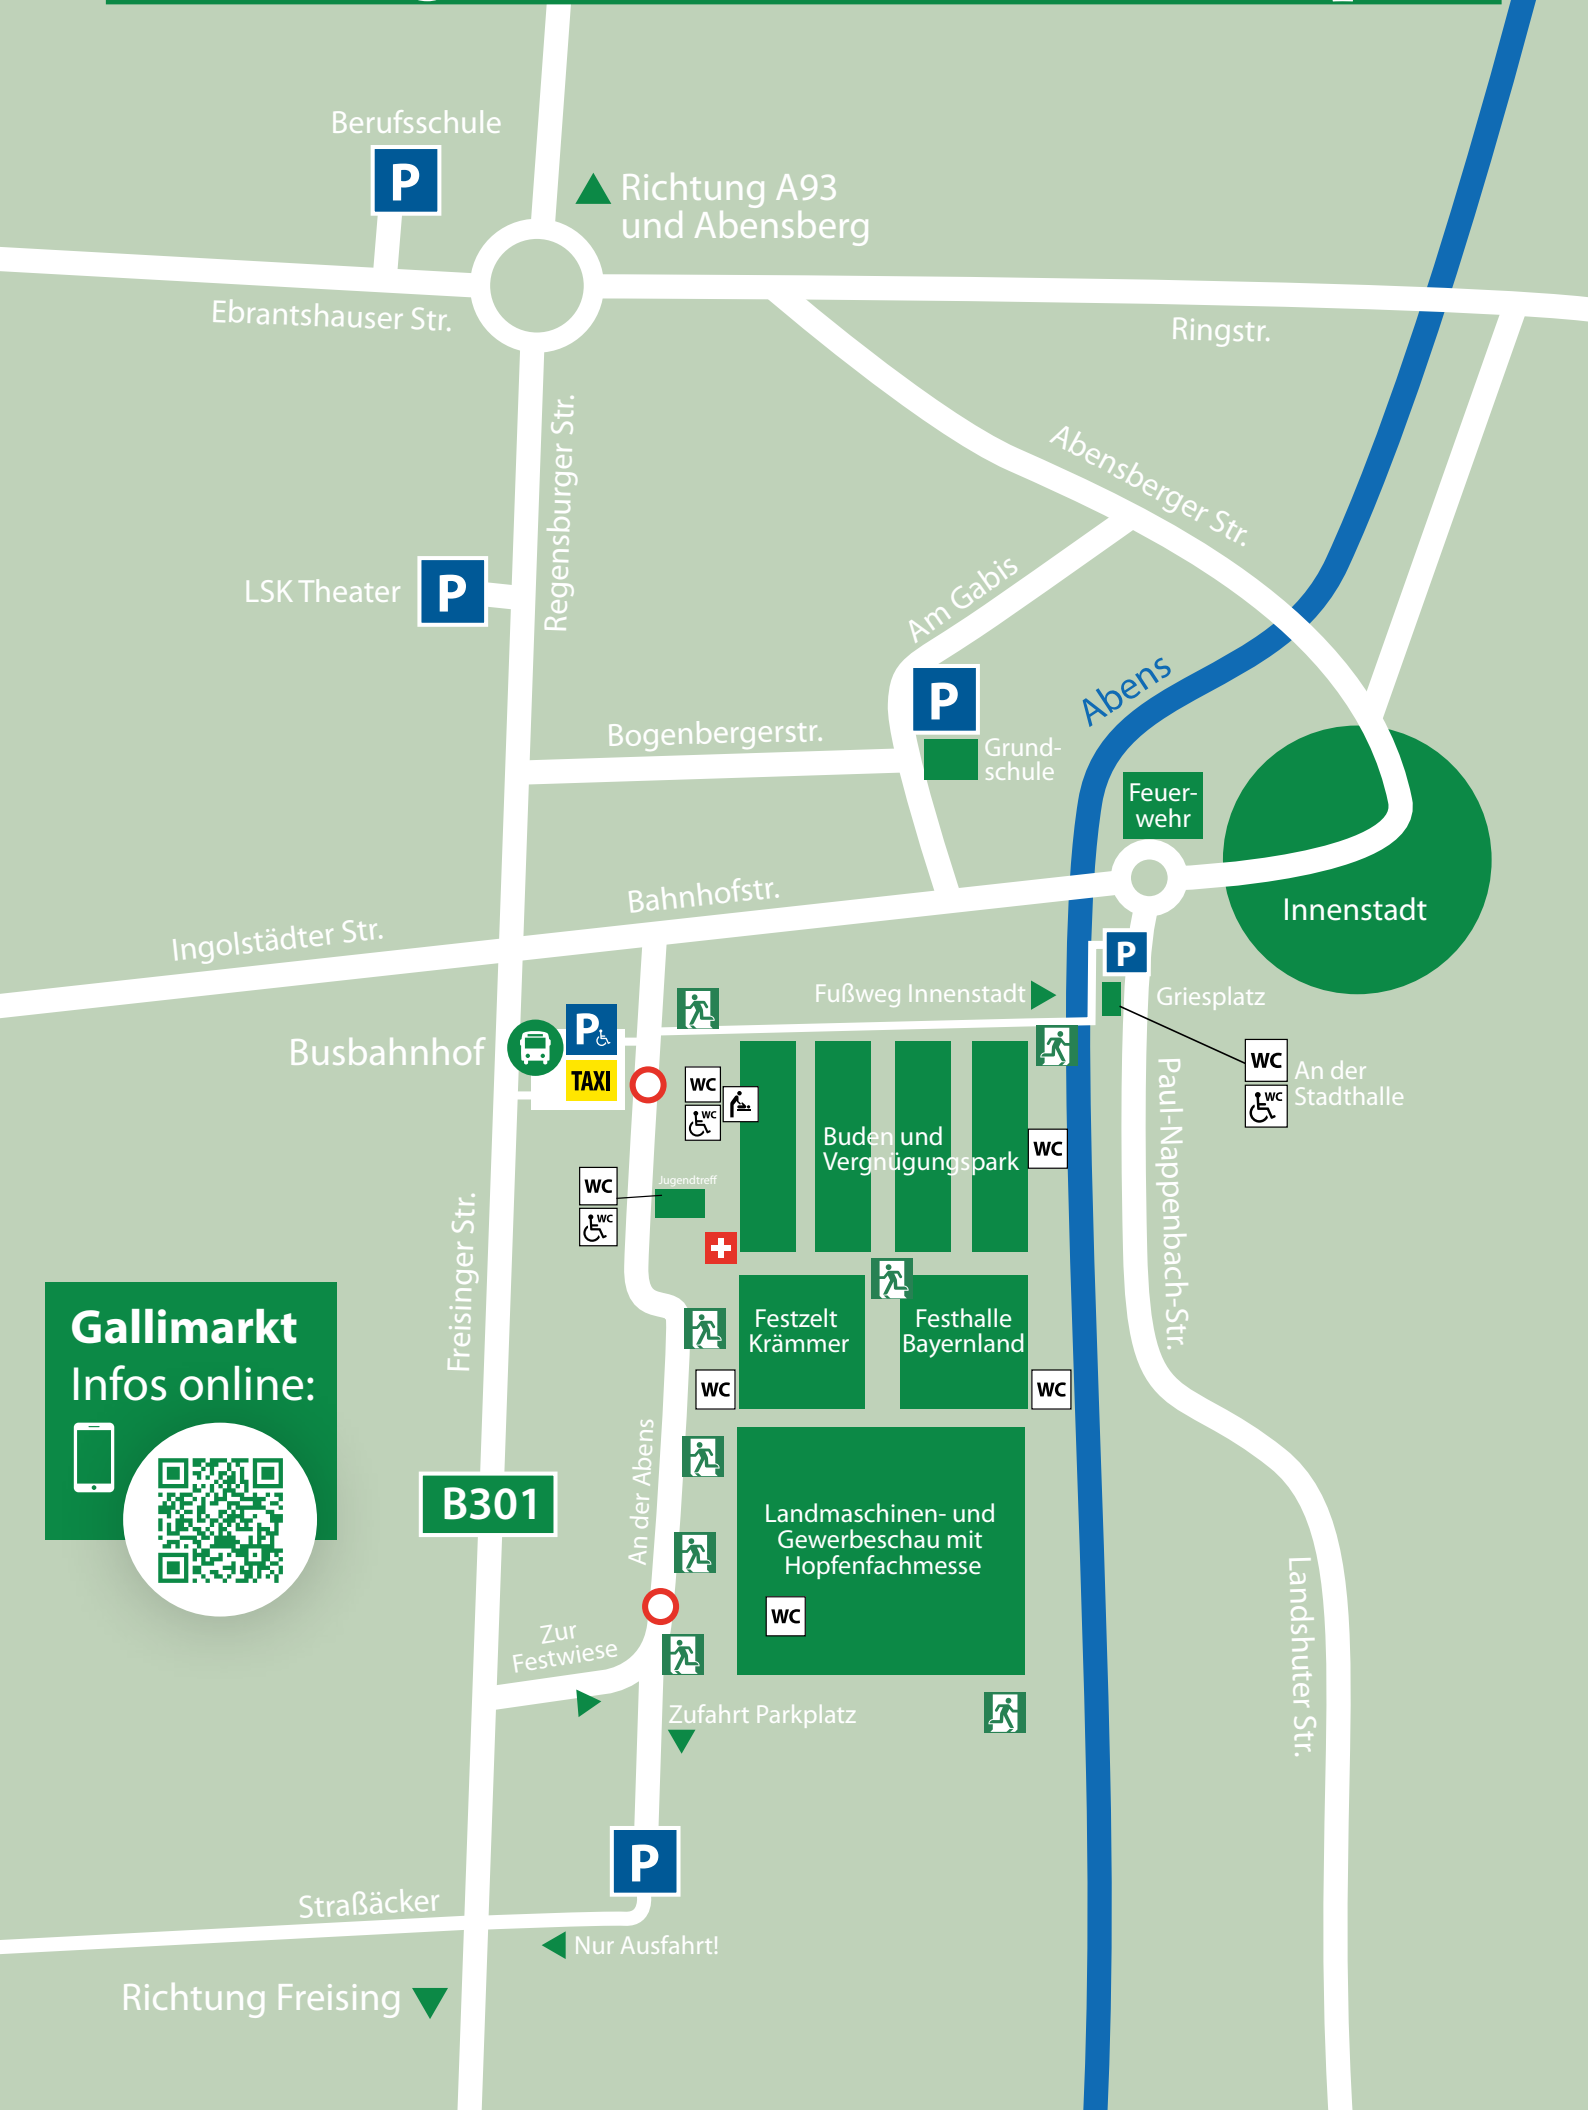 Berufsschule
P
Richtung A93
und Abensberg
Ebrantshauser Str.
Ringstr.
Regensburger Str.
Abensberger Str.
LSK Theater
P
Am Gabis
P
Abens
Bogenbergerstr.
Grund-
schule
Feuer-
wehr
Bahnhofstr.
Innenstadt
Ingolstädter Str.
P
Fußweg Innenstadt
Griesplatz
Busbahnhof
P
TAXI
WC
WC
WC
An der
Stadthalle
WC
Paul-Nappenbach-Str.
Buden und
Vergnügungspark
WC
Jugendtreff
WC
WC
Freisinger Str.
Gallimarkt
Infos online:
Festzelt
Krämmer
Festhalle
Bayernland
WC
WC
An der Abens
B301
Landmaschinen- und
Gewerbeschau mit
Hopfenfachmesse
WC
Landshuter Str.
Zur
Festwiese
Zufahrt Parkplatz
P
Straßäcker
Nur Ausfahrt!
Richtung Freising